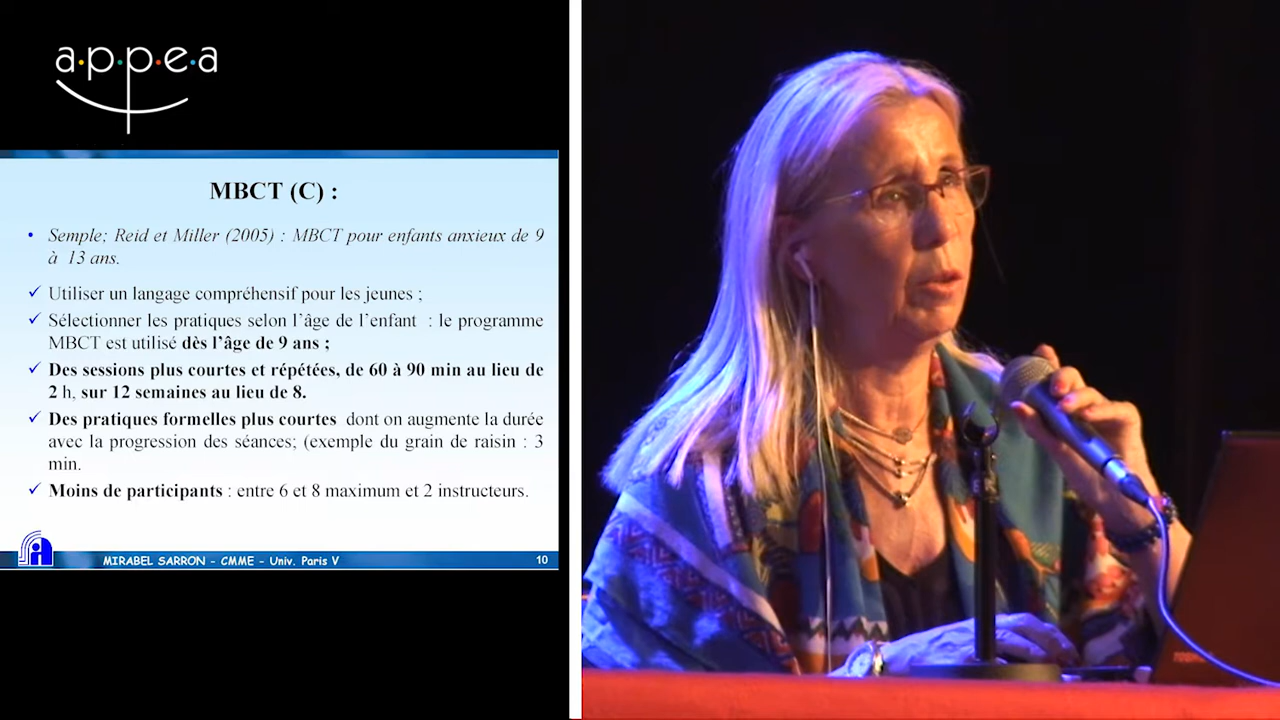 a·p·p·e·a
MBCT (C) :
• Semple; Reid et Miller (2005) : MBCT pour enfants anxieux de 9
à 13 ans.
✓ Utiliser un langage compréhensif pour les jeunes ;
✓ Sélectionner les pratiques selon l’âge de l’enfant : le programme
MBCT est utilisé dès l’âge de 9 ans ;
✓ Des sessions plus courtes et répétées, de 60 à 90 min au lieu de
2 h, sur 12 semaines au lieu de 8.
✓ Des pratiques formelles plus courtes dont on augmente la durée
avec la progression des séances; (exemple du grain de raisin : 3
min.
✓ Moins de participants : entre 6 et 8 maximum et 2 instructeurs.
MIRABEL SARRON - CMME - Univ. Paris V
10